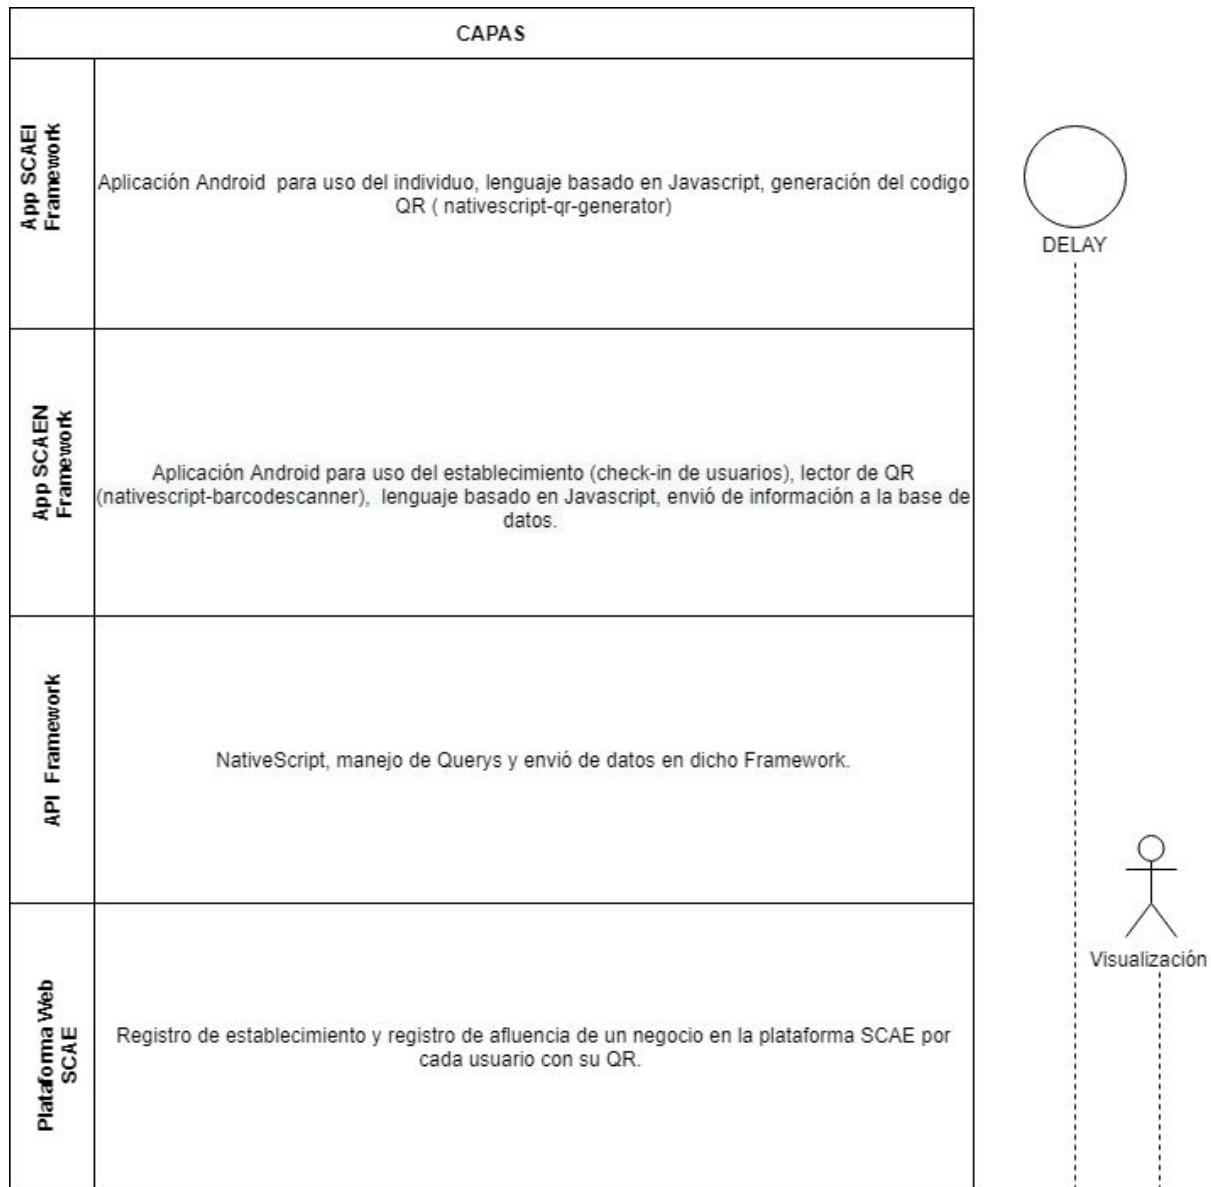 CAPAS
App SCAEI
Framework
Aplicación Android  para uso del individuo, lenguaje basado en Javascript, generación del codigo
QR ( nativescript-qr-generator)
DELAY
App SCAEN
Framework
Aplicación Android para uso del establecimiento (check-in de usuarios), lector de QR
(nativescript-barcodescanner),  lenguaje basado en Javascript, envió de información a la base de
datos.
API Framework
NativeScript, manejo de Querys y envió de datos en dicho Framework.
Visualización
Plataforma Web
SCAE
Registro de establecimiento y registro de afluencia de un negocio en la plataforma SCAE por
cada usuario con su QR.